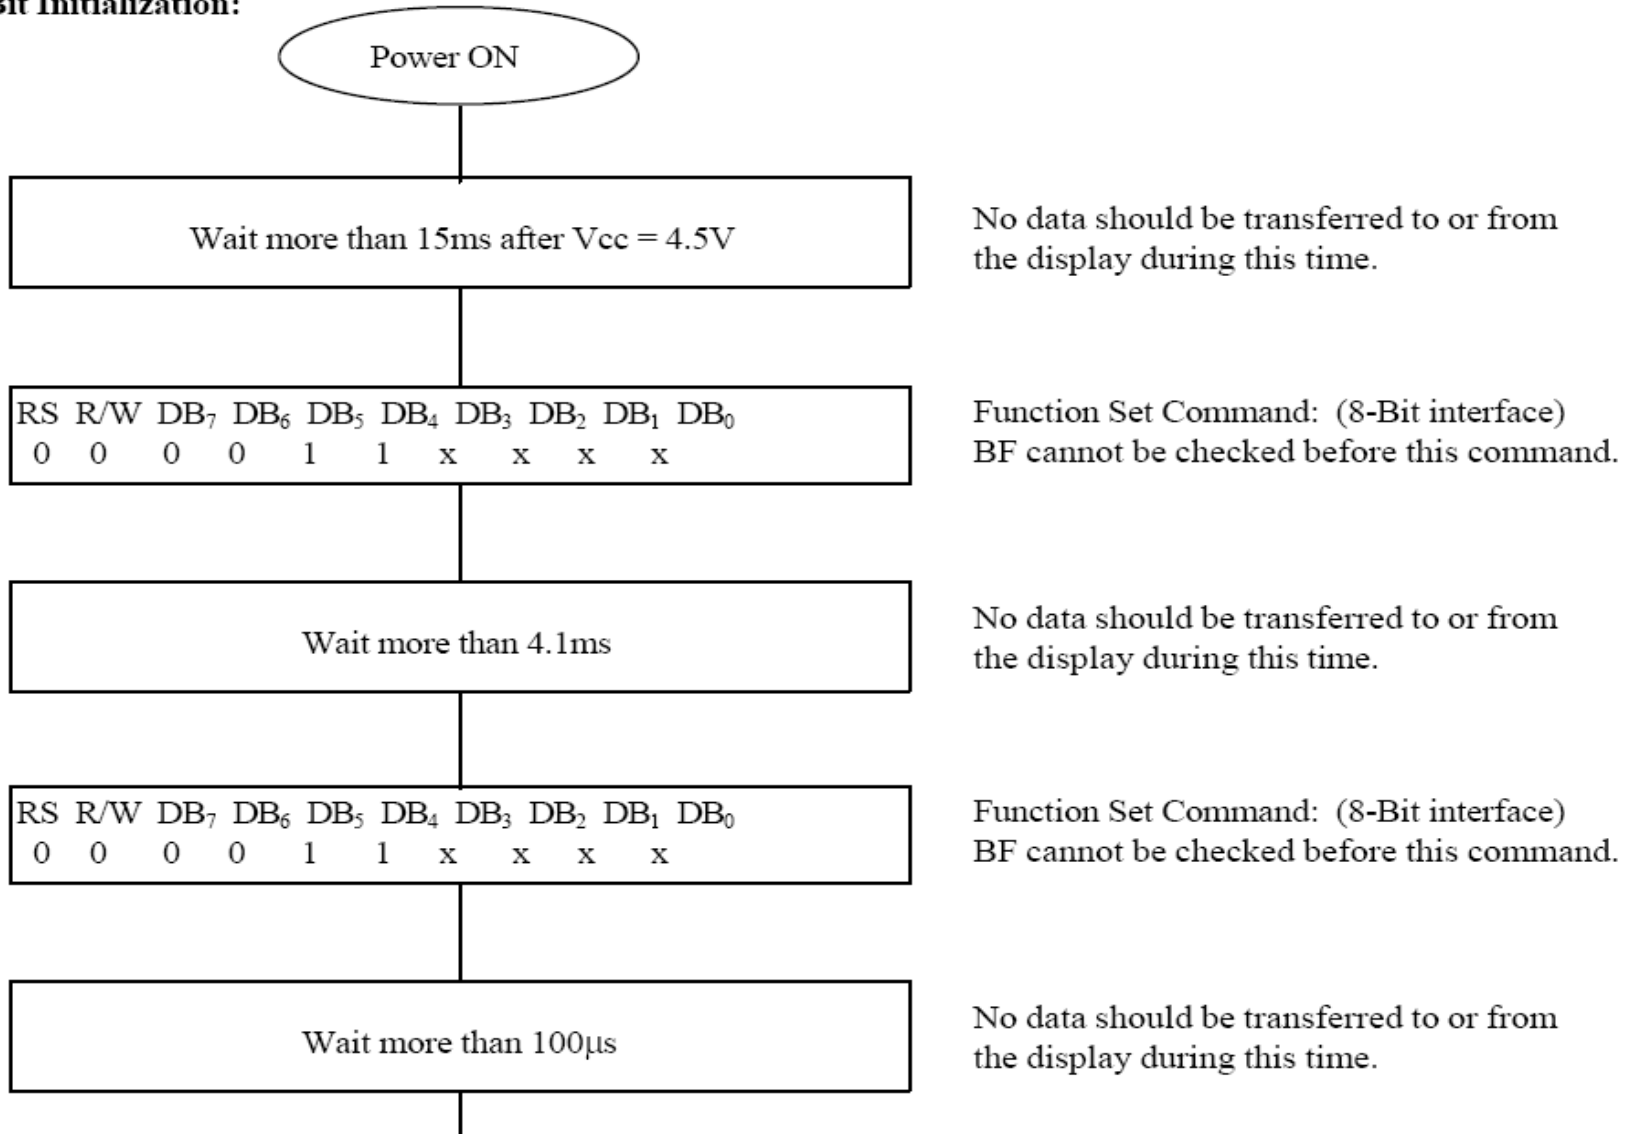 Bit Initialization:
Power ON
Wait more than 15ms after Vcc = 4.5V
No data should be transferred to or from
the display during this time.
RS R/W DB₇ DB₆ DB₅ DB₄ DB₃ DB₂ DB₁ DB₀
0 0 0 0 1 1 x x x x
Function Set Command: (8-Bit interface)
BF cannot be checked before this command.
Wait more than 4.1ms
No data should be transferred to or from
the display during this time.
RS R/W DB₇ DB₆ DB₅ DB₄ DB₃ DB₂ DB₁ DB₀
0 0 0 0 1 1 x x x x
Function Set Command: (8-Bit interface)
BF cannot be checked before this command.
Wait more than 100µs
No data should be transferred to or from
the display during this time.